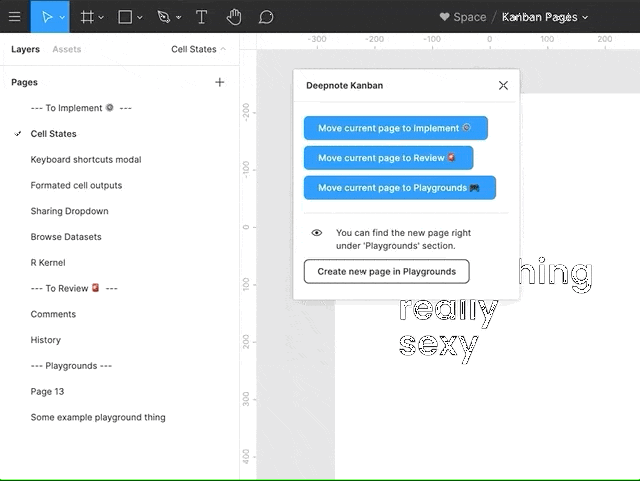 Space / Kanban Pages
Layers Assets Cell States
Pages
--- To Implement ---
Cell States
Keyboard shortcuts modal
Formated cell outputs
Sharing Dropdown
Browse Datasets
R Kernel
--- To Review ---
Comments
History
--- Playgrounds ---
Page 13
Some example playground thing
-300 -200 -100 0 100 200
-200
-100
0
100
200
300
400
Deepnote Kanban
Move current page to Implement
Move current page to Review
Move current page to Playgrounds
You can find the new page right
under 'Playgrounds' section.
Create new page in Playgrounds
hing
really
sexy